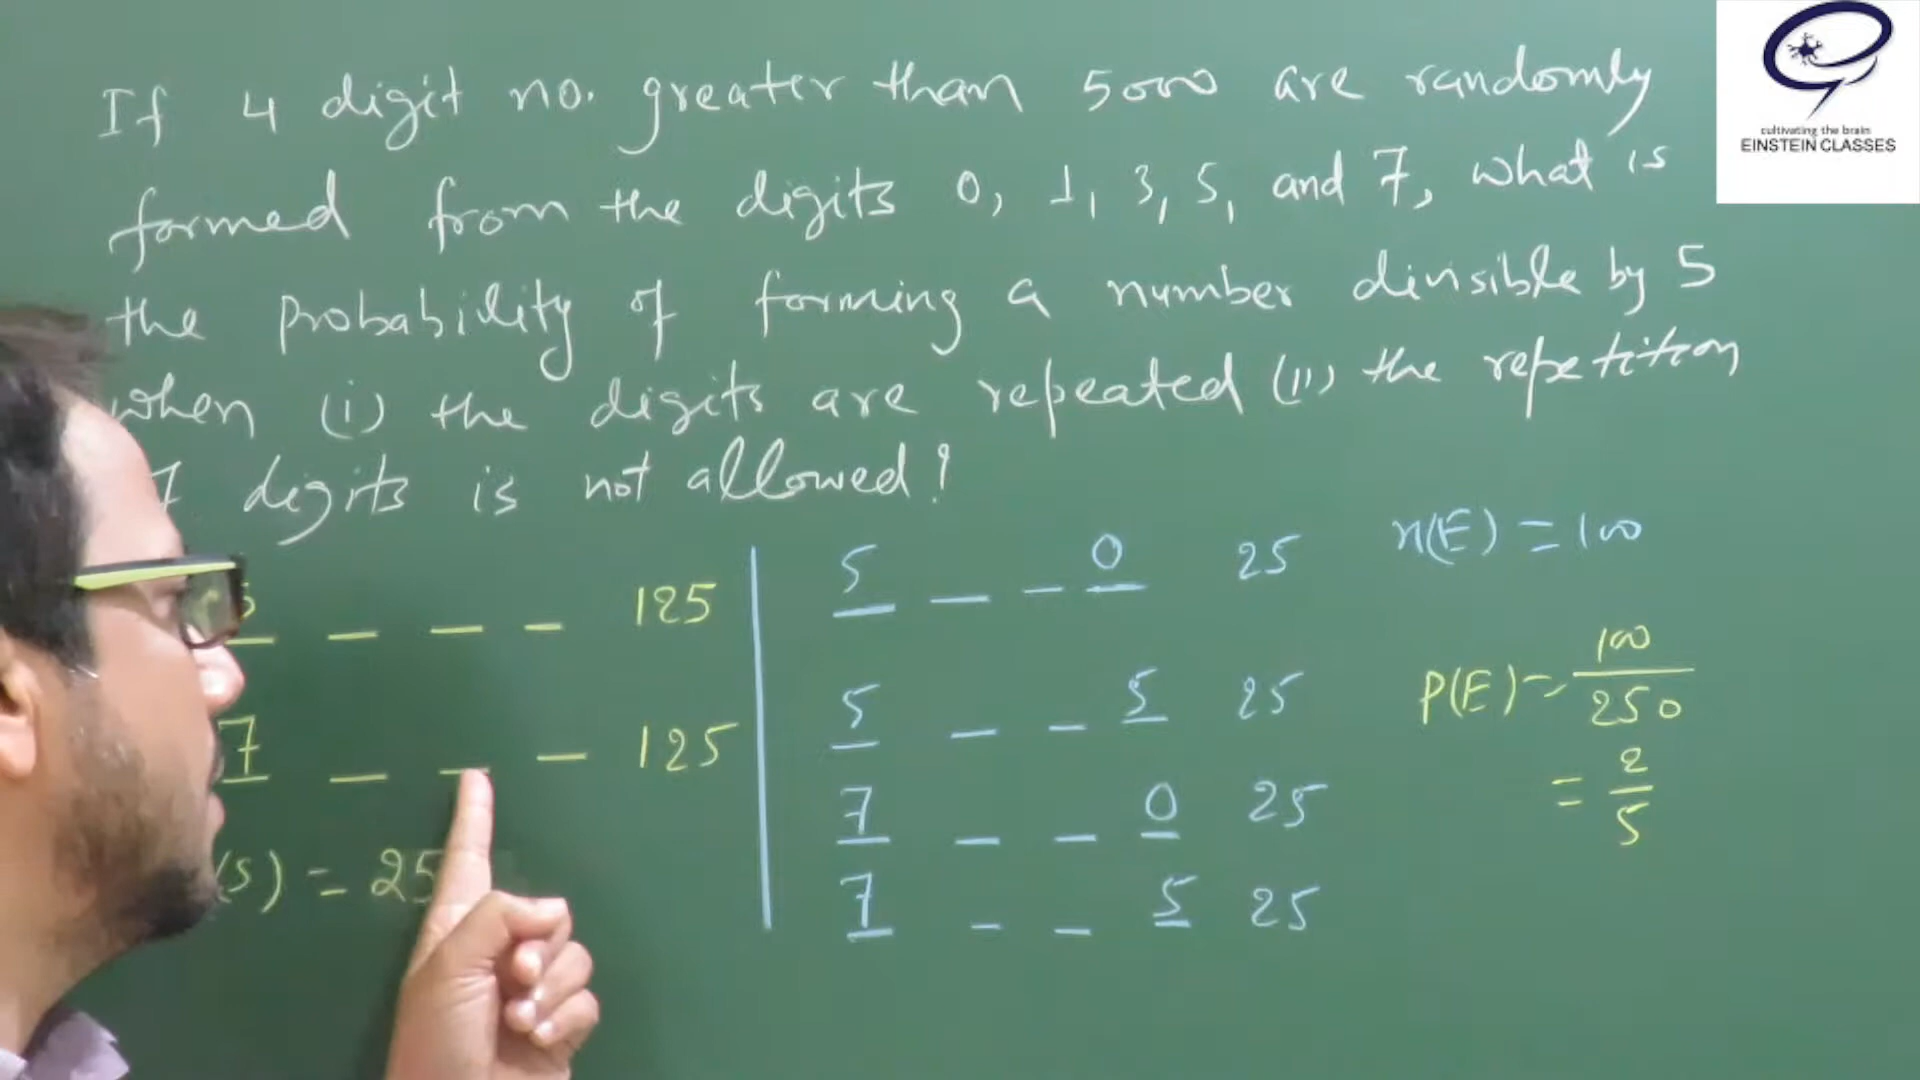 If 4 digit no. greater than 5000 are randomly
formed from the digits 0, 1, 3, 5, and 7, what is
the probability of forming a number divisible by 5
when (i) the digits are repeated (ii) the repetition
digits is not allowed?
cultivating the brain
EINSTEIN CLASSES
_ _ _ 125
7 _ _ _ 125
(S) = 25
5 _ _ 0 25
5 _ _ 5 25
7 _ _ 0 25
7 _ _ 5 25
n(E) = 100
P(E) = 100/250
= 2/5